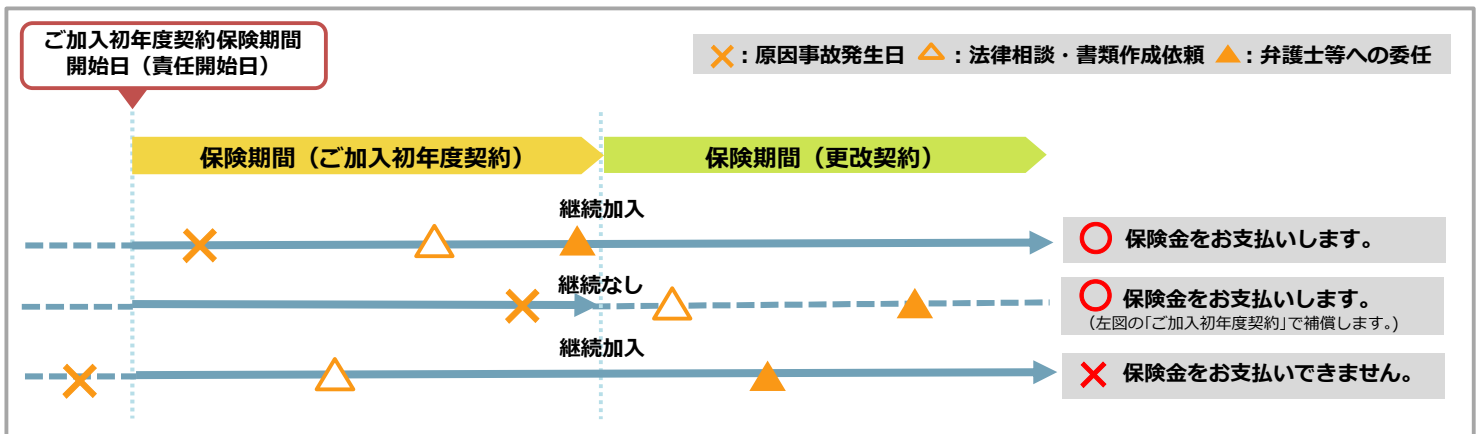 ご加入初年度契約保険期間
開始日（責任開始日）
：原因事故発生日 ：法律相談・書類作成依頼 ：弁護士等への委任
保険期間（ご加入初年度契約）
保険期間（更改契約）
継続加入
保険金をお支払いします。
継続なし
保険金をお支払いします。
（左図の｢ご加入初年度契約｣で補償します。)
継続加入
保険金をお支払いできません。